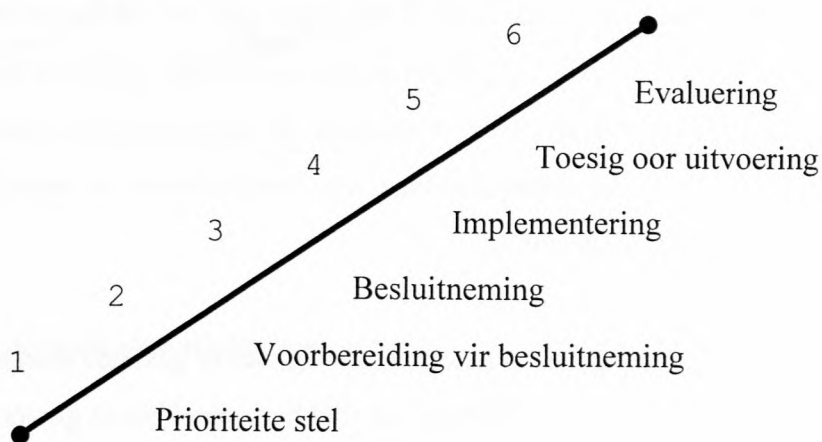 6
Evaluering
5
Toesig oor uitvoering
4
Implementering
3
Besluitneming
2
Voorbereiding vir besluitneming
1
Prioriteite stel